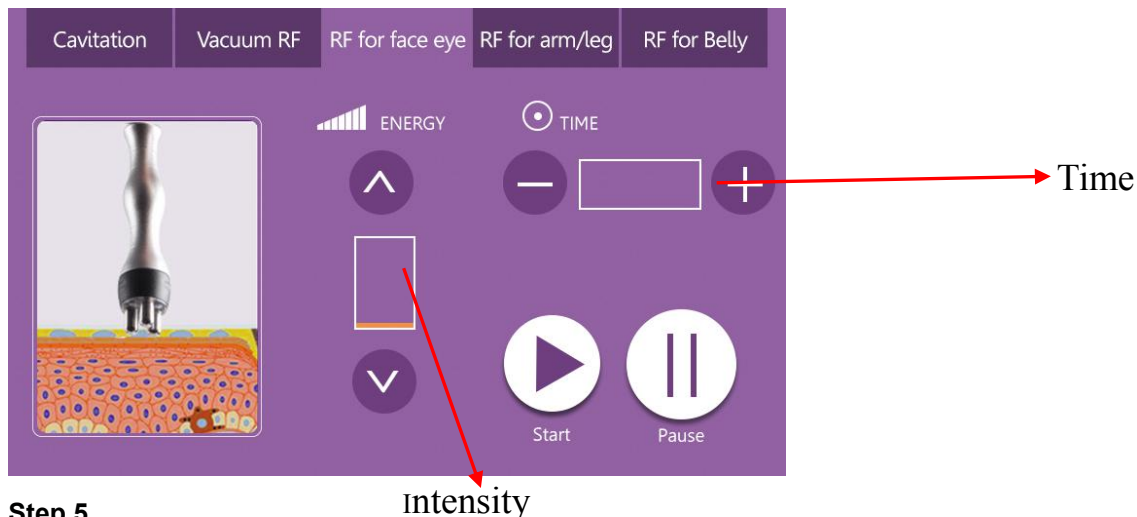 Cavitation
Vacuum RF
RF for face eye
RF for arm/leg
RF for Belly
ENERGY
TIME
Time
Start
Pause
Intensity
Step 5